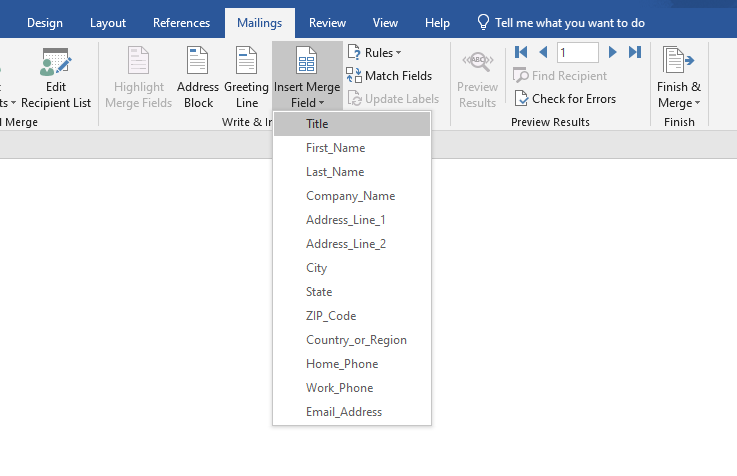 Design Layout References Mailings Review View Help Tell me what you want to do
Edit
Recipient List
Highlight
Merge Fields
Address
Block
Greeting
Line
Insert Merge
Field
Rules
Match Fields
Update Labels
«ABC»
Preview
Results
1
Find Recipient
Check for Errors
Finish &
Merge
Merge
Write & In
Preview Results
Finish
Title
First_Name
Last_Name
Company_Name
Address_Line_1
Address_Line_2
City
State
ZIP_Code
Country_or_Region
Home_Phone
Work_Phone
Email_Address